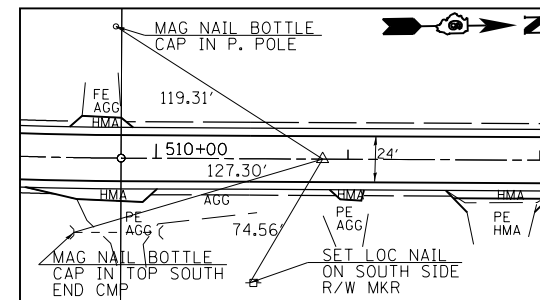 MAG NAIL BOTTLE
CAP IN P. POLE
N
FE
AGG
HMA
119.31'
510+00
24'
127.30'
HMA
AGG
HMA
HMA
PE
AGG
74.56'
PE
AGG
PE
HMA
MAG NAIL BOTTLE
CAP IN TOP SOUTH
END CMP
SET LOC NAIL
ON SOUTH SIDE
R/W MKR